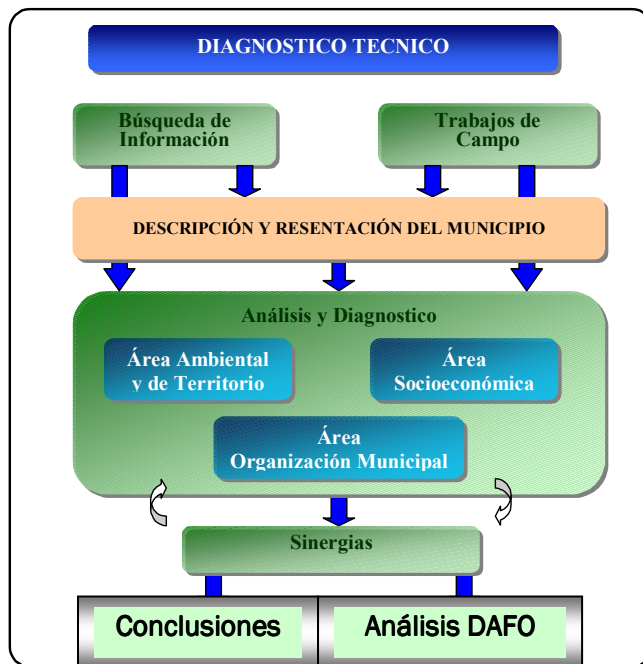 DIAGNOSTICO TECNICO
Búsqueda de
Información
Trabajos de
Campo
DESCRIPCIÓN Y RESENTACIÓN DEL MUNICIPIO
Análisis y Diagnostico
Área Ambiental
y de Territorio
Área
Socioeconómica
Área
Organización Municipal
Sinergias
Conclusiones
Análisis DAFO